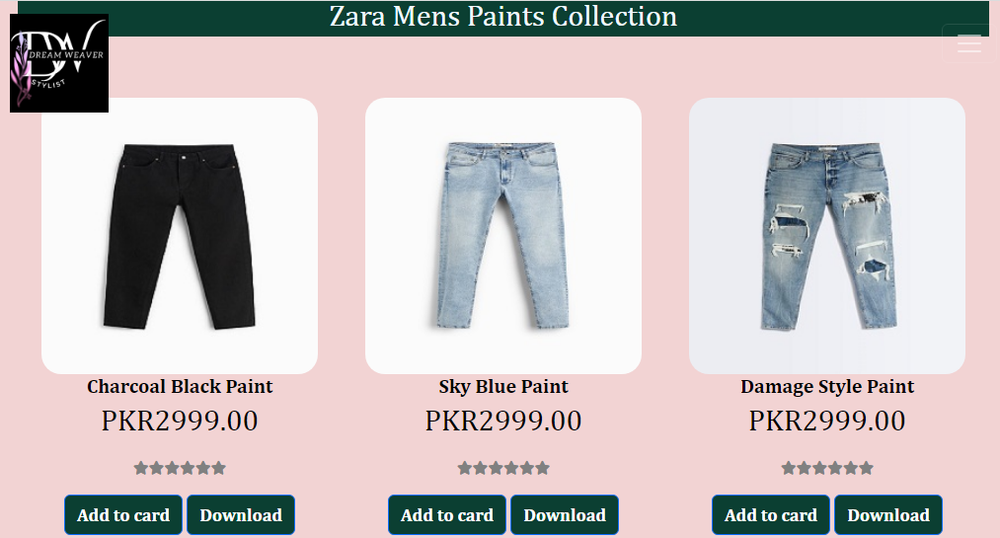 Zara Mens Paints Collection
DW
DREAM WEAVER
STYLIST
Charcoal Black Paint
Sky Blue Paint
Damage Style Paint
PKR2999.00
PKR2999.00
PKR2999.00
Add to card
Download
Add to card
Download
Add to card
Download